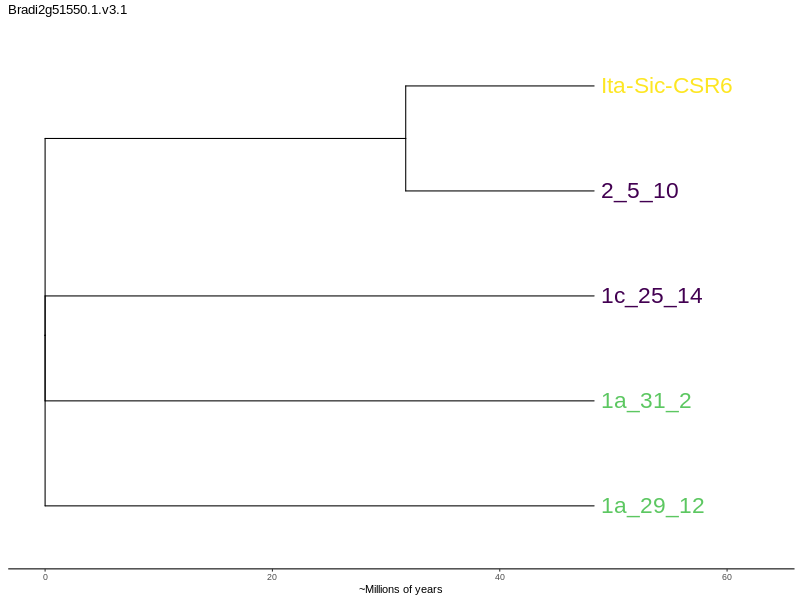 Bradi2g51550.1.v3.1
Ita-Sic-CSR6
2_5_10
1c_25_14
1a_31_2
1a_29_12
0 20 40 60
~Millions of years